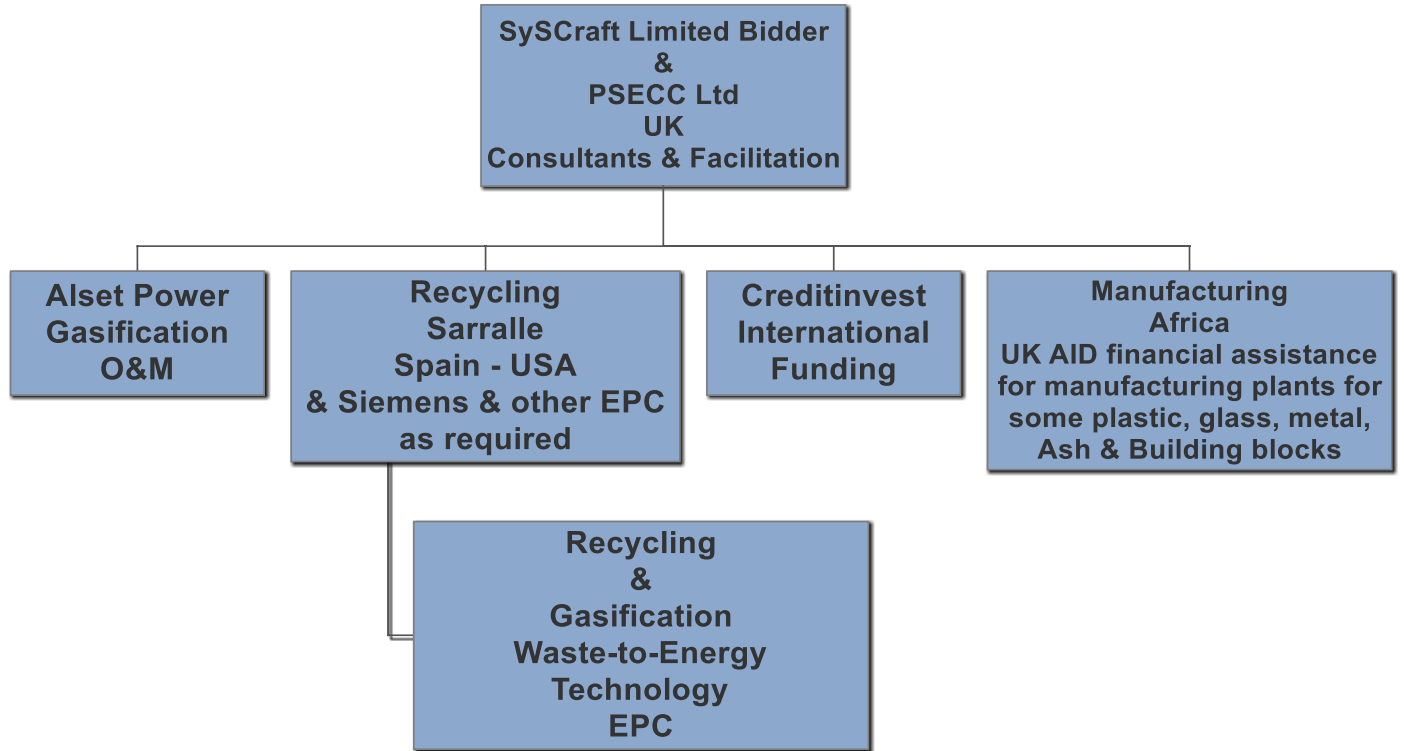 SySCraft Limited Bidder
&
PSECC Ltd
UK
Consultants & Facilitation
Alset Power
Gasification
O&M
Recycling
Sarralle
Spain - USA
& Siemens & other EPC
as required
Creditinvest
International
Funding
Manufacturing
Africa
UK AID financial assistance
for manufacturing plants for
some plastic, glass, metal,
Ash & Building blocks
Recycling
&
Gasification
Waste-to-Energy
Technology
EPC